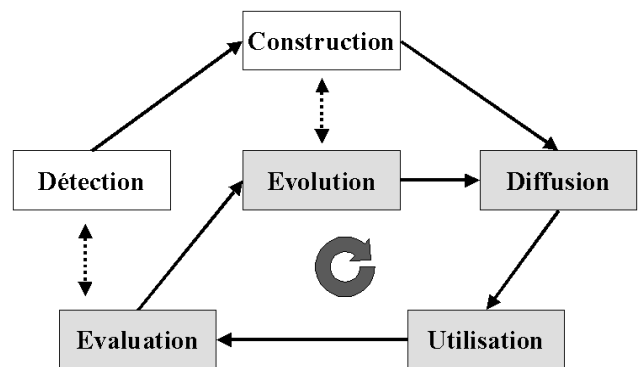 Construction
Détection
Evolution
Diffusion
Evaluation
Utilisation